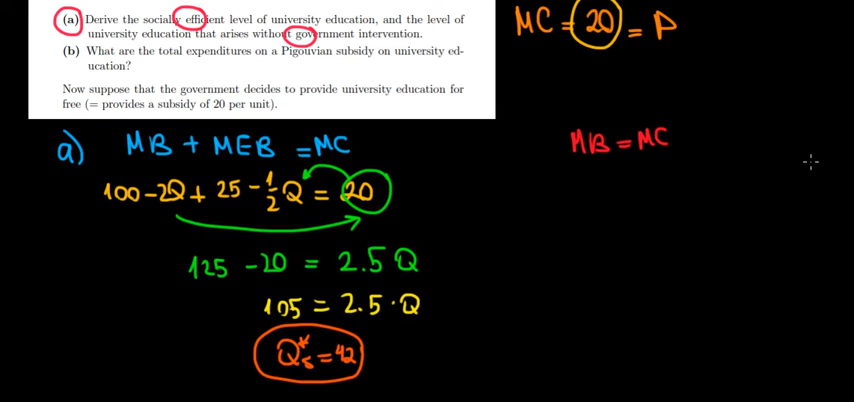 (a) Derive the socially efficient level of university education, and the level of
university education that arises without government intervention.
(b) What are the total expenditures on a Pigouvian subsidy on university ed-
ucation?
Now suppose that the government decides to provide university education for
free (= provides a subsidy of 20 per unit).
MC = 20 = P
a) MB + MEB = MC
100 - 2Q + 25 - 1/2 Q = 20
125 - 20 = 2.5 Q
105 = 2.5 · Q
Q*s = 42
MB = MC